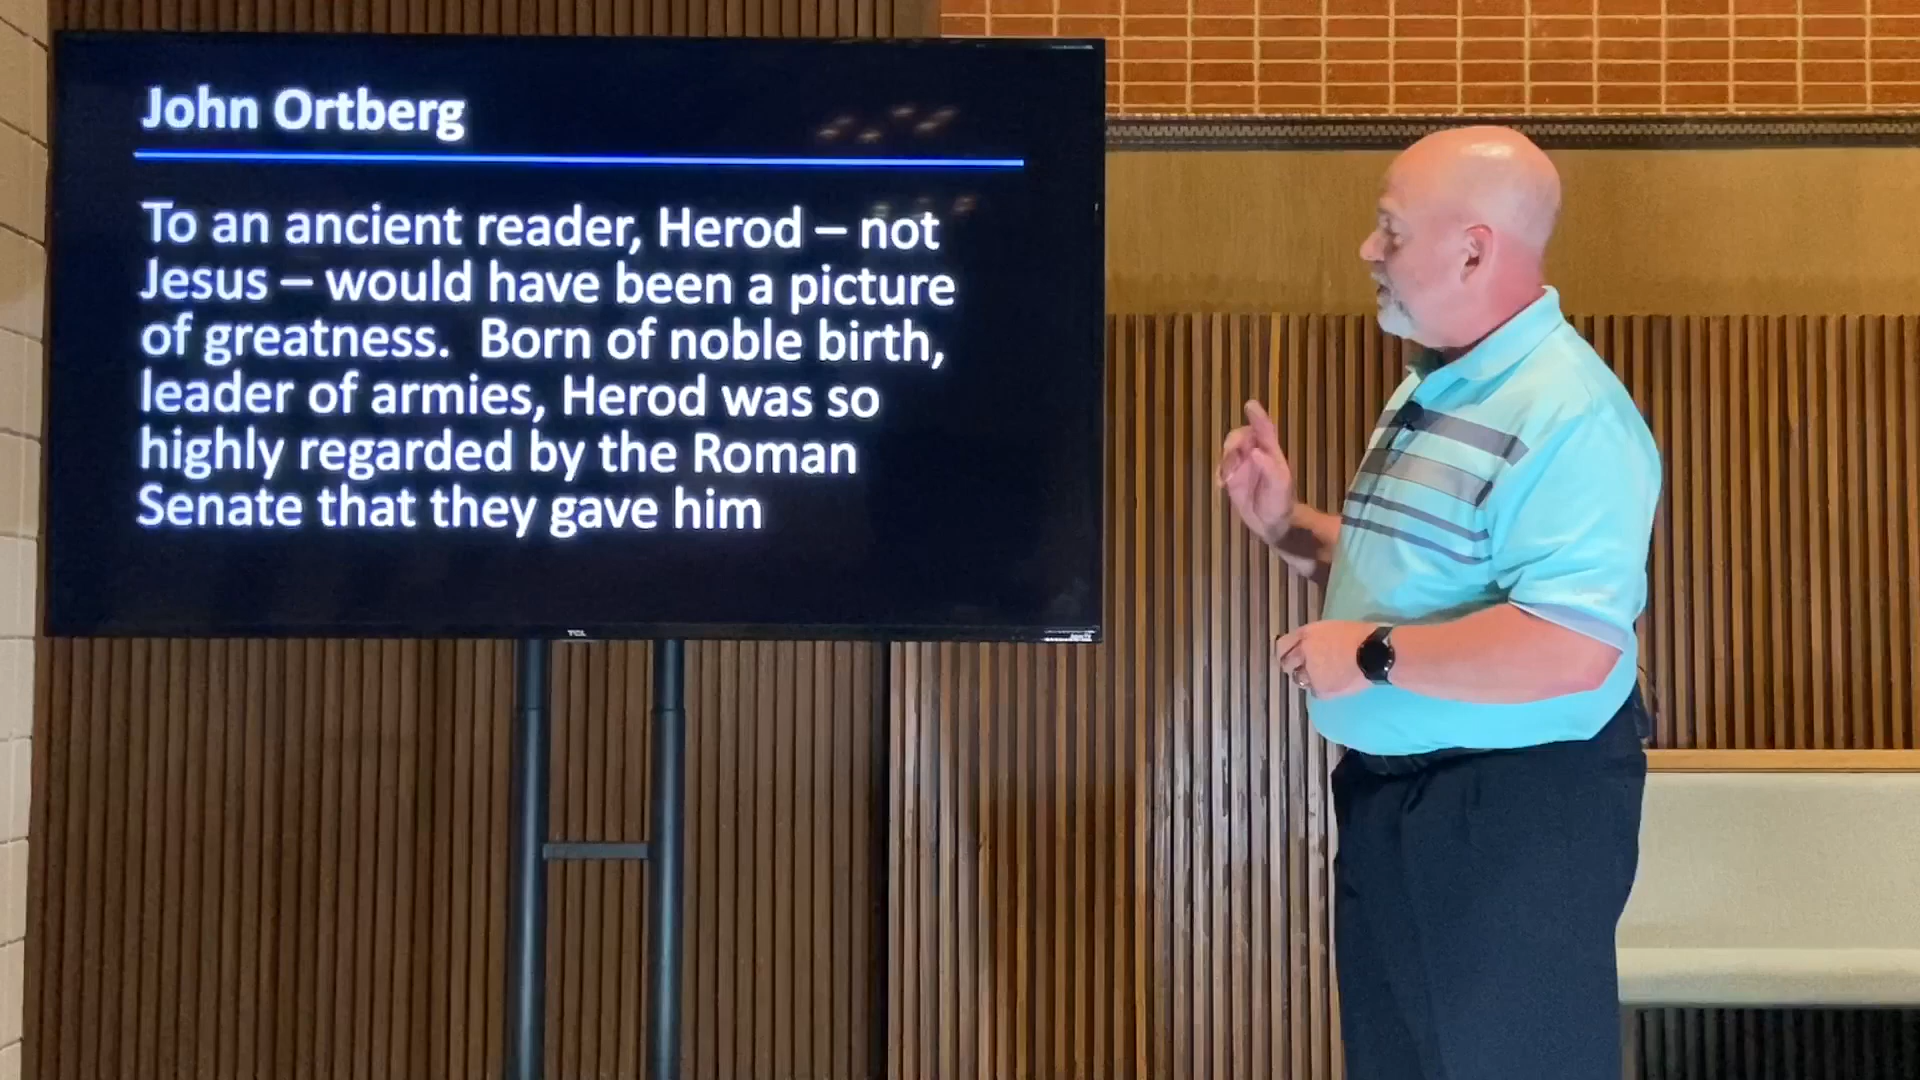 John Ortberg
To an ancient reader, Herod – not
Jesus – would have been a picture
of greatness.  Born of noble birth,
leader of armies, Herod was so
highly regarded by the Roman
Senate that they gave him
TCL